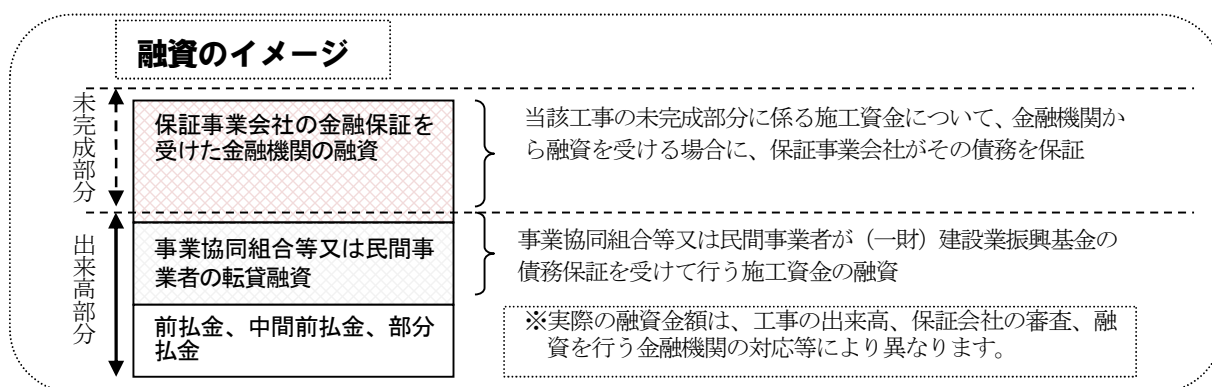 融資のイメージ
未完成部分
保証事業会社の金融保証を
受けた金融機関の融資
当該工事の未完成部分に係る施工資金について、金融機関か
ら融資を受ける場合に、保証事業会社がその債務を保証
出来高部分
事業協同組合等又は民間事
業者の転貸融資
事業協同組合等又は民間事業者が（一財）建設業振興基金の
債務保証を受けて行う施工資金の融資
前払金、中間前払金、部分
払金
※実際の融資金額は、工事の出来高、保証会社の審査、融
資を行う金融機関の対応等により異なります。